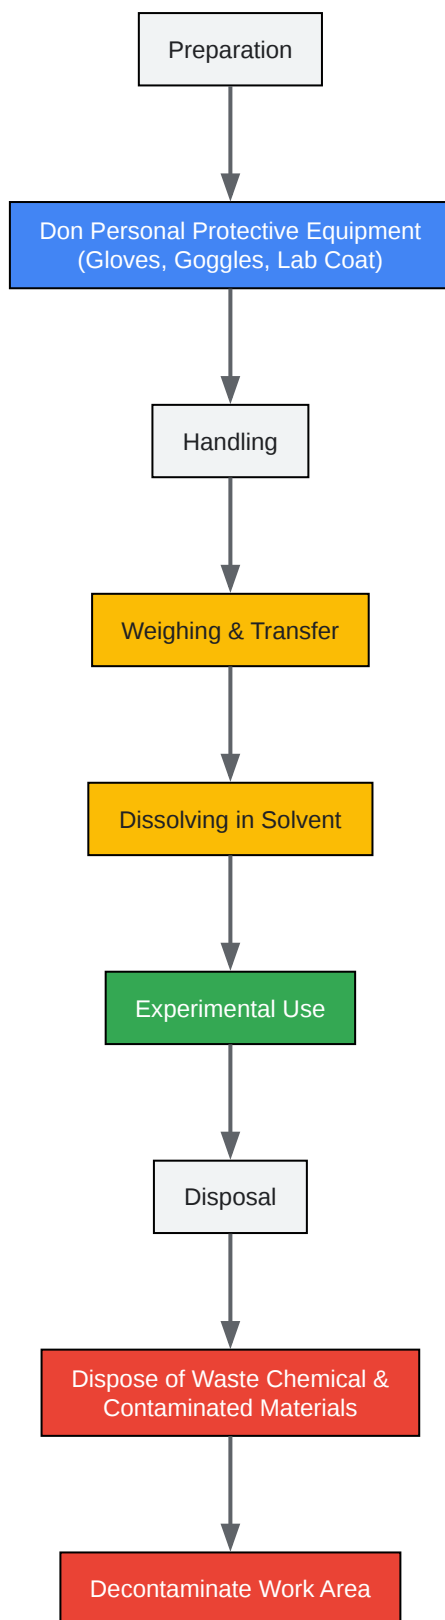 Preparation
Don Personal Protective Equipment
(Gloves, Goggles, Lab Coat)
Handling
Weighing & Transfer
Dissolving in Solvent
Experimental Use
Disposal
Dispose of Waste Chemical &
Contaminated Materials
Decontaminate Work Area